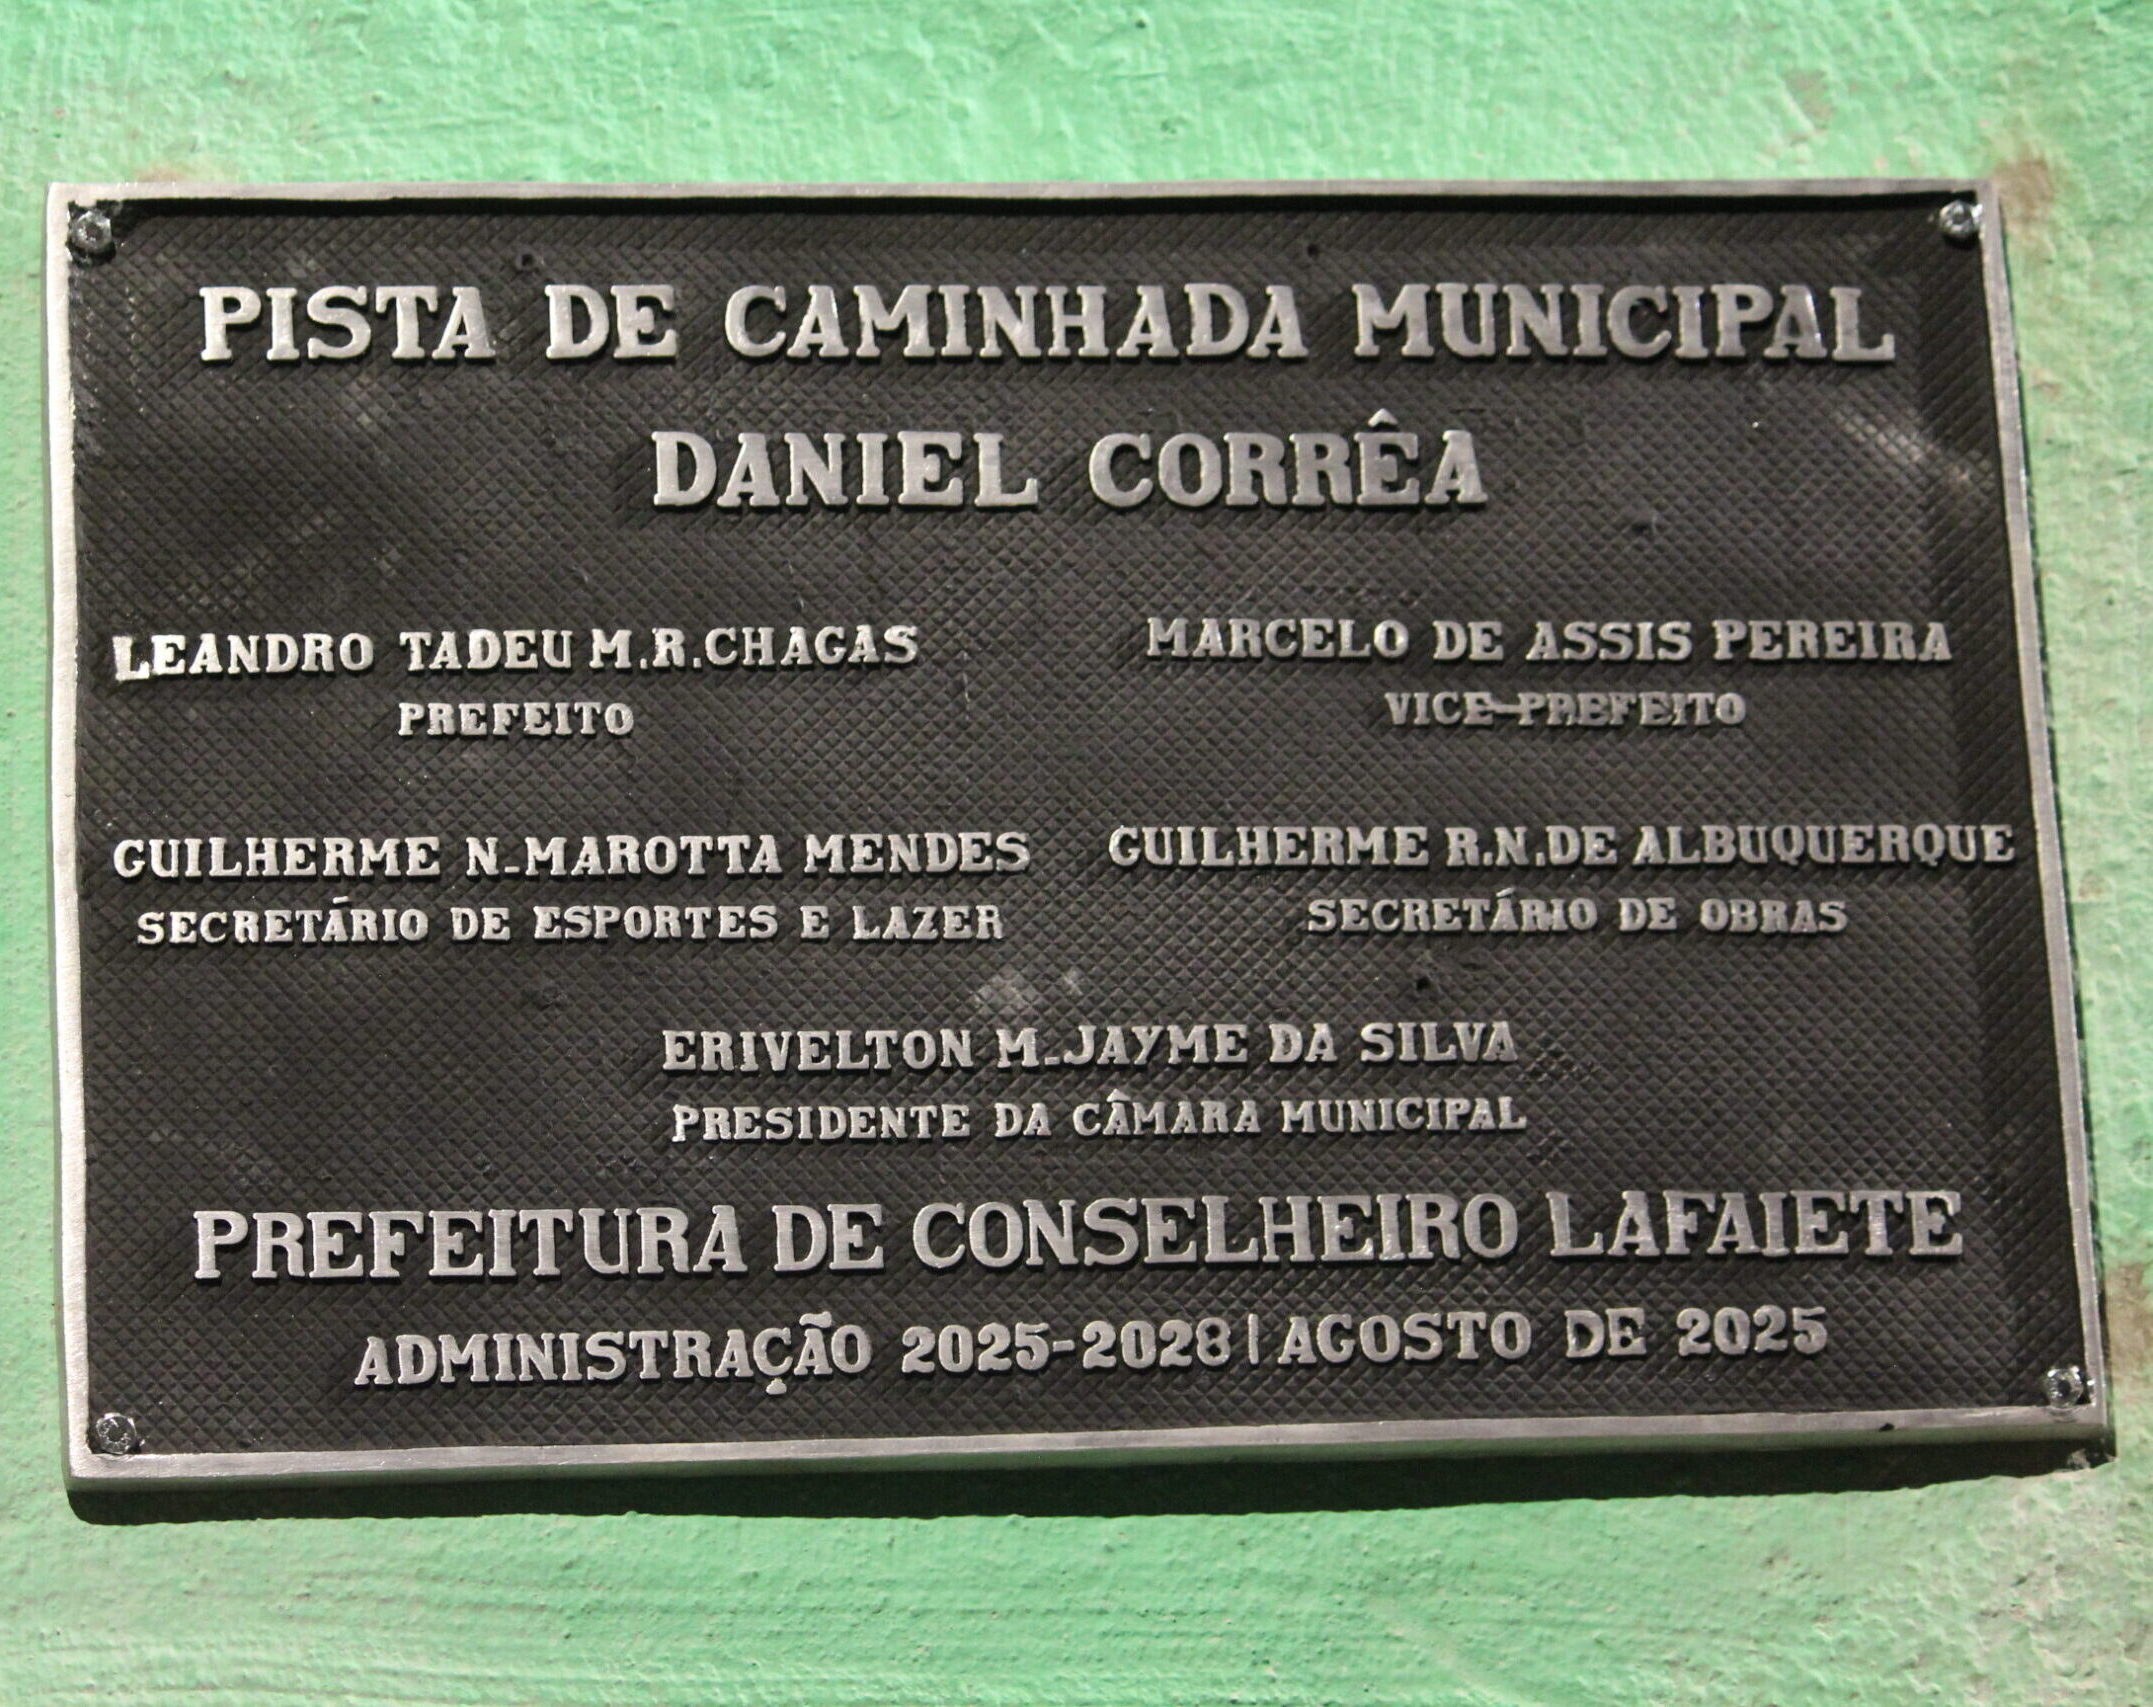 PISTA DE CAMINHADA MUNICIPAL
DANIEL CORRÊA
LEANDRO TADEU M.R.CHAGAS
PREFEITO
MARCELO DE ASSIS PEREIRA
VICE-PREFEITO
GUILHERME N.MAROTTA MENDES
SECRETÁRIO DE ESPORTES E LAZER
GUILHERME R.N.DE ALBUQUERQUE
SECRETÁRIO DE OBRAS
ERIVELTON M.JAYME DA SILVA
PRESIDENTE DA CÂMARA MUNICIPAL
PREFEITURA DE CONSELHEIRO LAFAIETE
ADMINISTRAÇÃO 2025-2028 | AGOSTO DE 2025